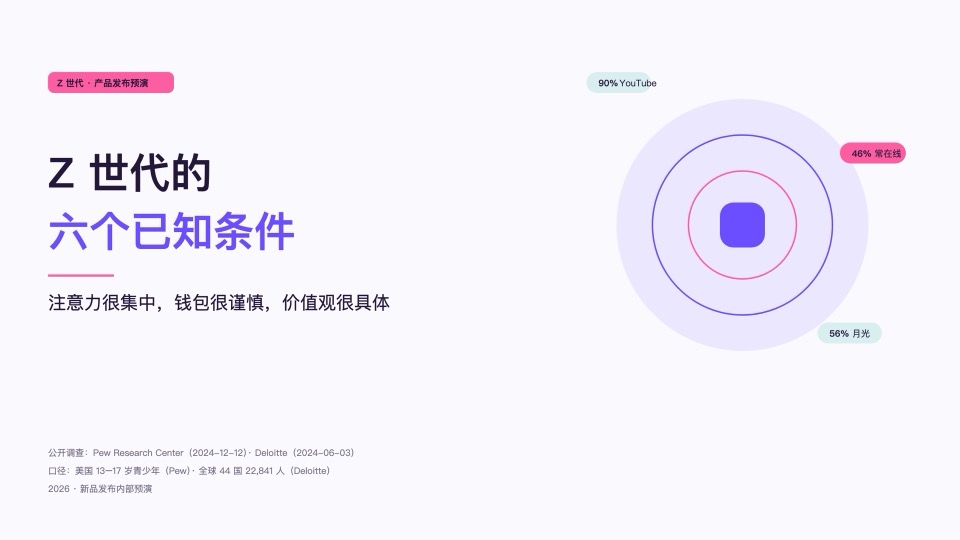 Z 世代 · 产品发布预演
90% YouTube
46% 常在线
Z 世代的
六个已知条件
注意力很集中，钱包很谨慎，价值观很具体
56% 月光
公开调查：Pew Research Center（2024-12-12）· Deloitte（2024-06-03）
口径：美国 13—17 岁青少年（Pew）· 全球 44 国 22,841 人（Deloitte）
2026 · 新品发布内部预演